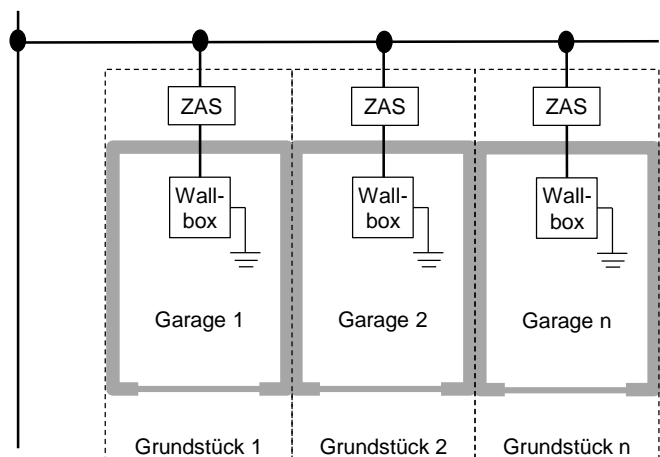 ZAS
ZAS
ZAS
Wall-
box
Wall-
box
Wall-
box
Garage 1
Garage 2
Garage n
Grundstück 1
Grundstück 2
Grundstück n